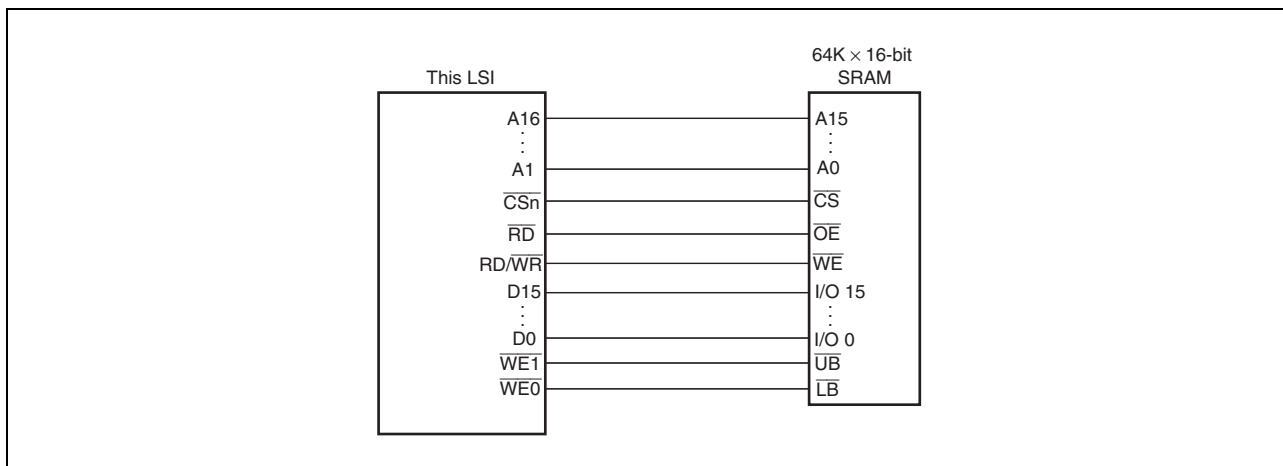 64K × 16-bit
SRAM
This LSI
A16
A15
A1
A0
CSn
CS
RD
OE
RD/WR
WE
D15
I/O 15
D0
I/O 0
WE1
UB
WE0
LB